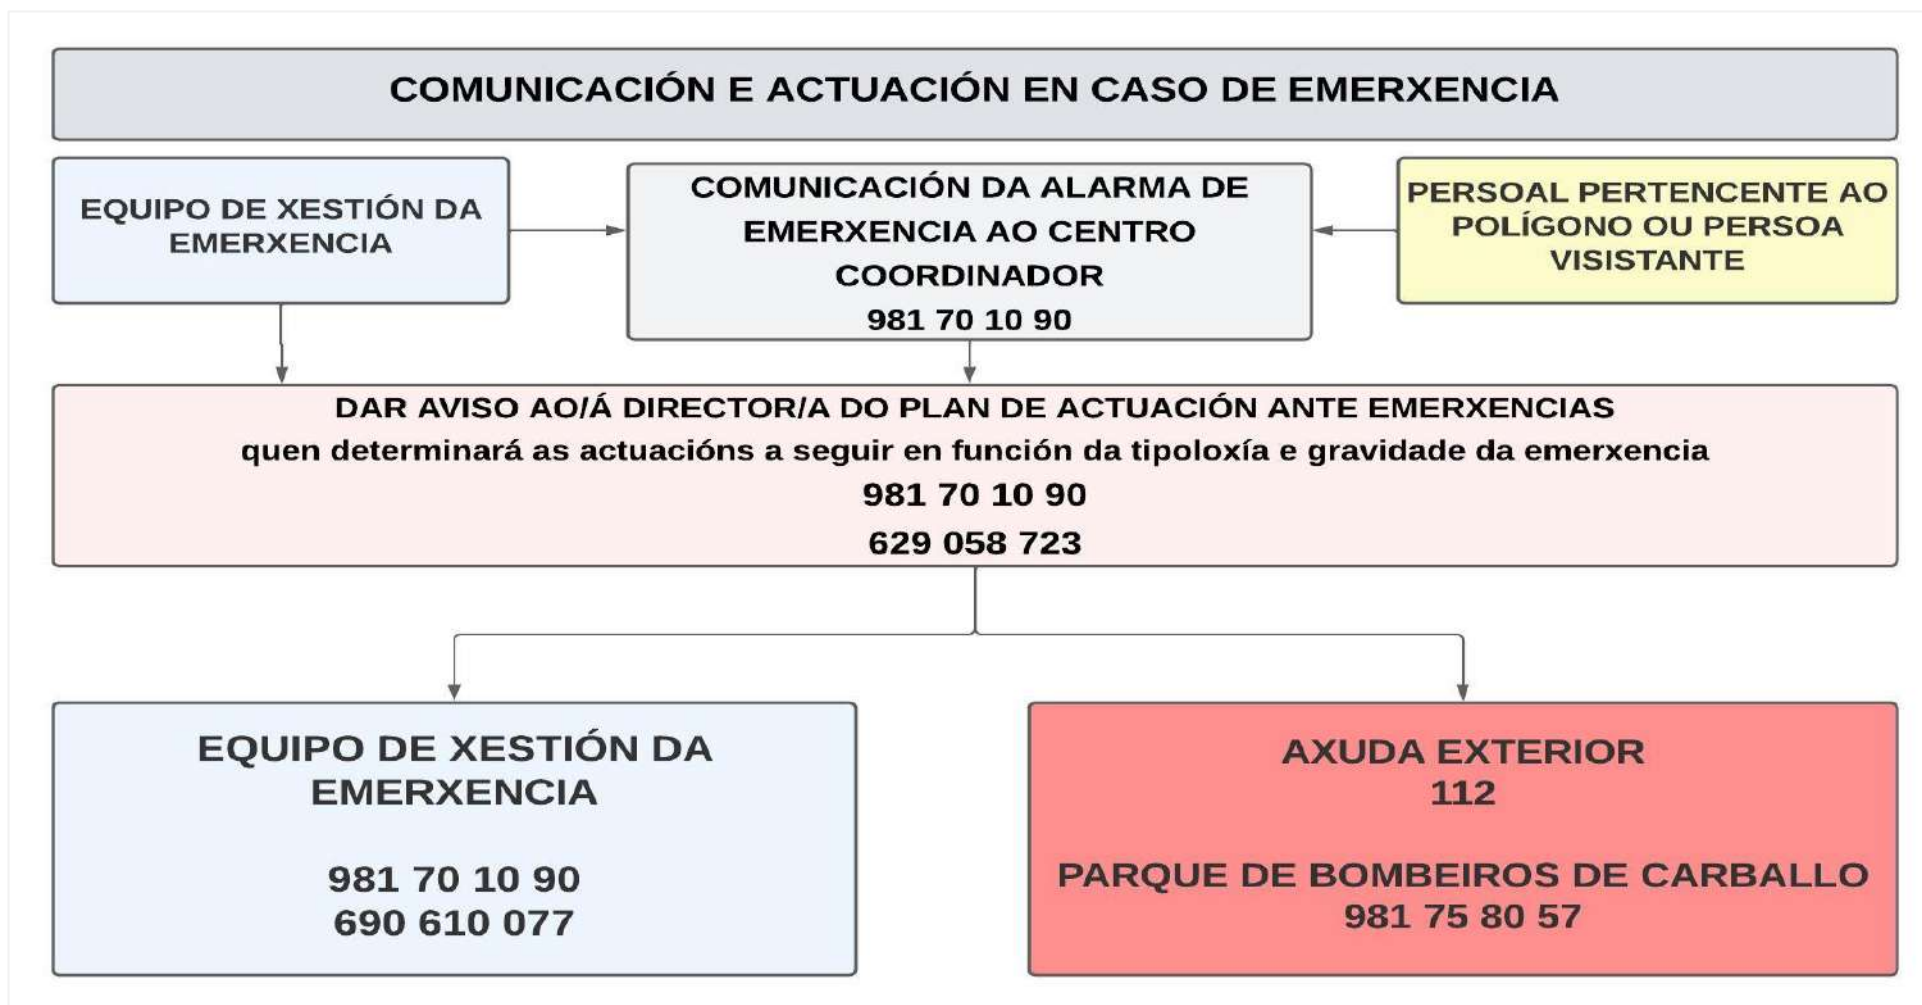 COMUNICACIÓN E ACTUACIÓN EN CASO DE EMERXENCIA
EQUIPO DE XESTIÓN DA
EMERXENCIA
COMUNICACIÓN DA ALARMA DE
EMERXENCIA AO CENTRO
COORDINADOR
981 70 10 90
PERSOAL PERTENCENTE AO
POLÍGONO OU PERSOA
VISISTANTE
DAR AVISO AO/Á DIRECTOR/A DO PLAN DE ACTUACIÓN ANTE EMERXENCIAS
quen determinará as actuacións a seguir en función da tipoloxía e gravidade da emerxencia
981 70 10 90
629 058 723
EQUIPO DE XESTIÓN DA
EMERXENCIA
981 70 10 90
690 610 077
AXUDA EXTERIOR
112
PARQUE DE BOMBEIROS DE CARBALLO
981 75 80 57